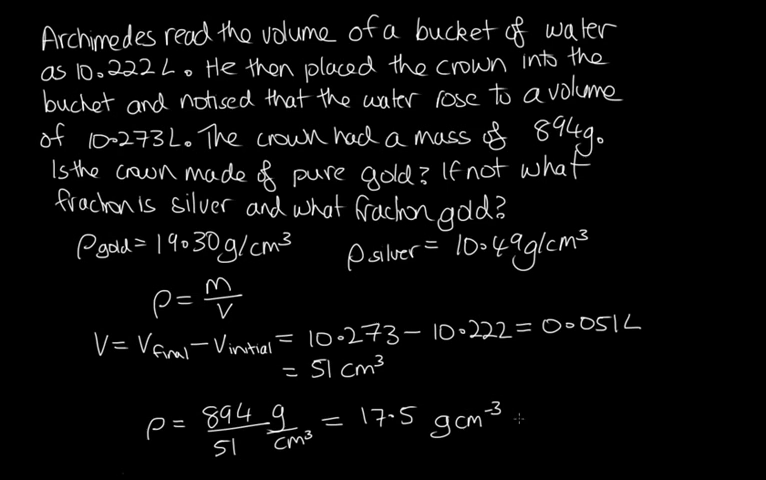 Archimedes read the volume of a bucket of water
as 10.222 L. He then placed the crown into the
bucket and notised that the water rose to a volume
of 10.273 L. The crown had a mass of 894g.
Is the crown made of pure gold? If not what
fraction is silver and what fraction gold?
ρgold = 19.30 g/cm³ ρsilver = 10.49 g/cm³
ρ = m/V
V = Vfinal − Vinitial = 10.273 − 10.222 = 0.051 L
= 51 cm³
ρ = 894/51 g/cm³ = 17.5 gcm⁻³